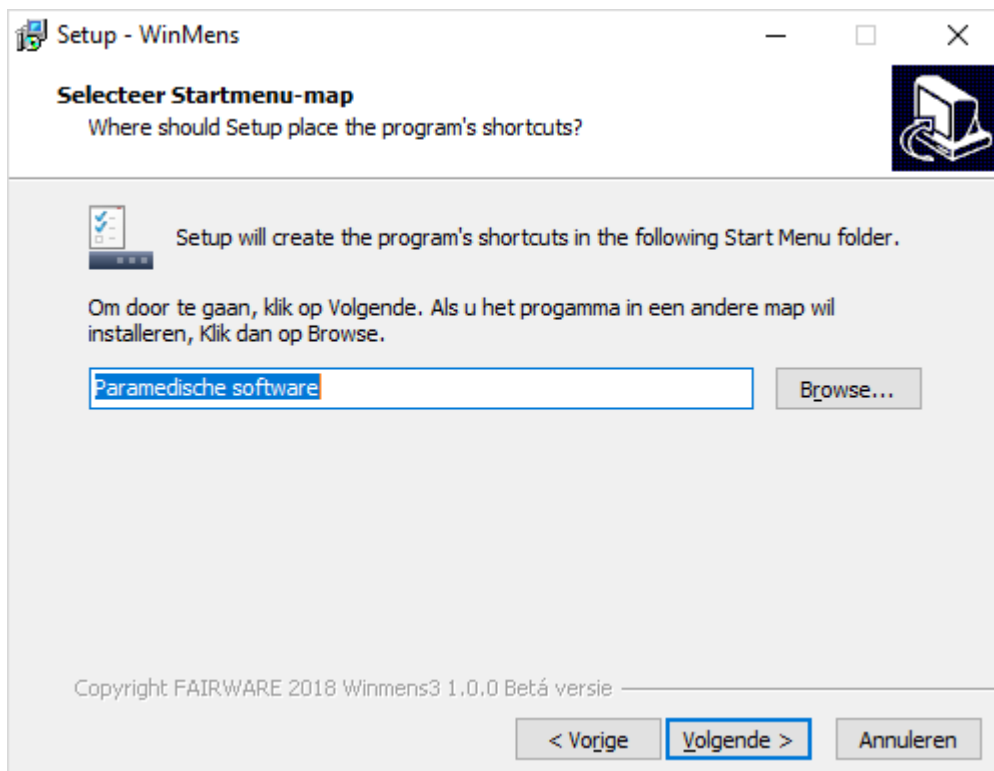 Setup - WinMens
Selecteer Startmenu-map
Where should Setup place the program's shortcuts?
Setup will create the program's shortcuts in the following Start Menu folder.
Om door te gaan, klik op Volgende. Als u het progamma in een andere map wil
installeren, Klik dan op Browse.
Paramedische software
Browse...
Copyright FAIRWARE 2018 Winmens3 1.0.0 Betá versie
< Vorige
Volgende >
Annuleren